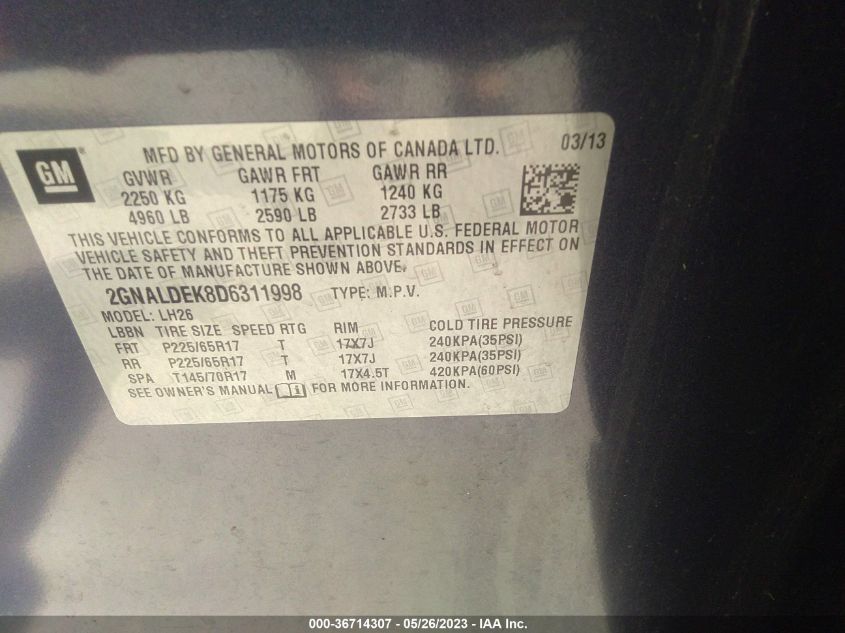 GM
MFD BY GENERAL MOTORS OF CANADA LTD. 03/13
GVWR GAWR FRT GAWR RR
2250 KG 1175 KG 1240 KG
4960 LB 2590 LB 2733 LB
THIS VEHICLE CONFORMS TO ALL APPLICABLE U.S. FEDERAL MOTOR
VEHICLE SAFETY AND THEFT PREVENTION STANDARDS IN EFFECT ON
THE DATE OF MANUFACTURE SHOWN ABOVE.
2GNALDEK8D6311998 TYPE: M.P.V.
MODEL: LH26
LBBN TIRE SIZE SPEED RTG RIM COLD TIRE PRESSURE
FRT P225/65R17 T 17X7J 240KPA(35PSI)
RR P225/65R17 T 17X7J 240KPA(35PSI)
SPA T145/70R17 M 17X4.5T 420KPA(60PSI)
SEE OWNER'S MANUAL FOR MORE INFORMATION.
000-36714307 - 05/26/2023 - IAA Inc.